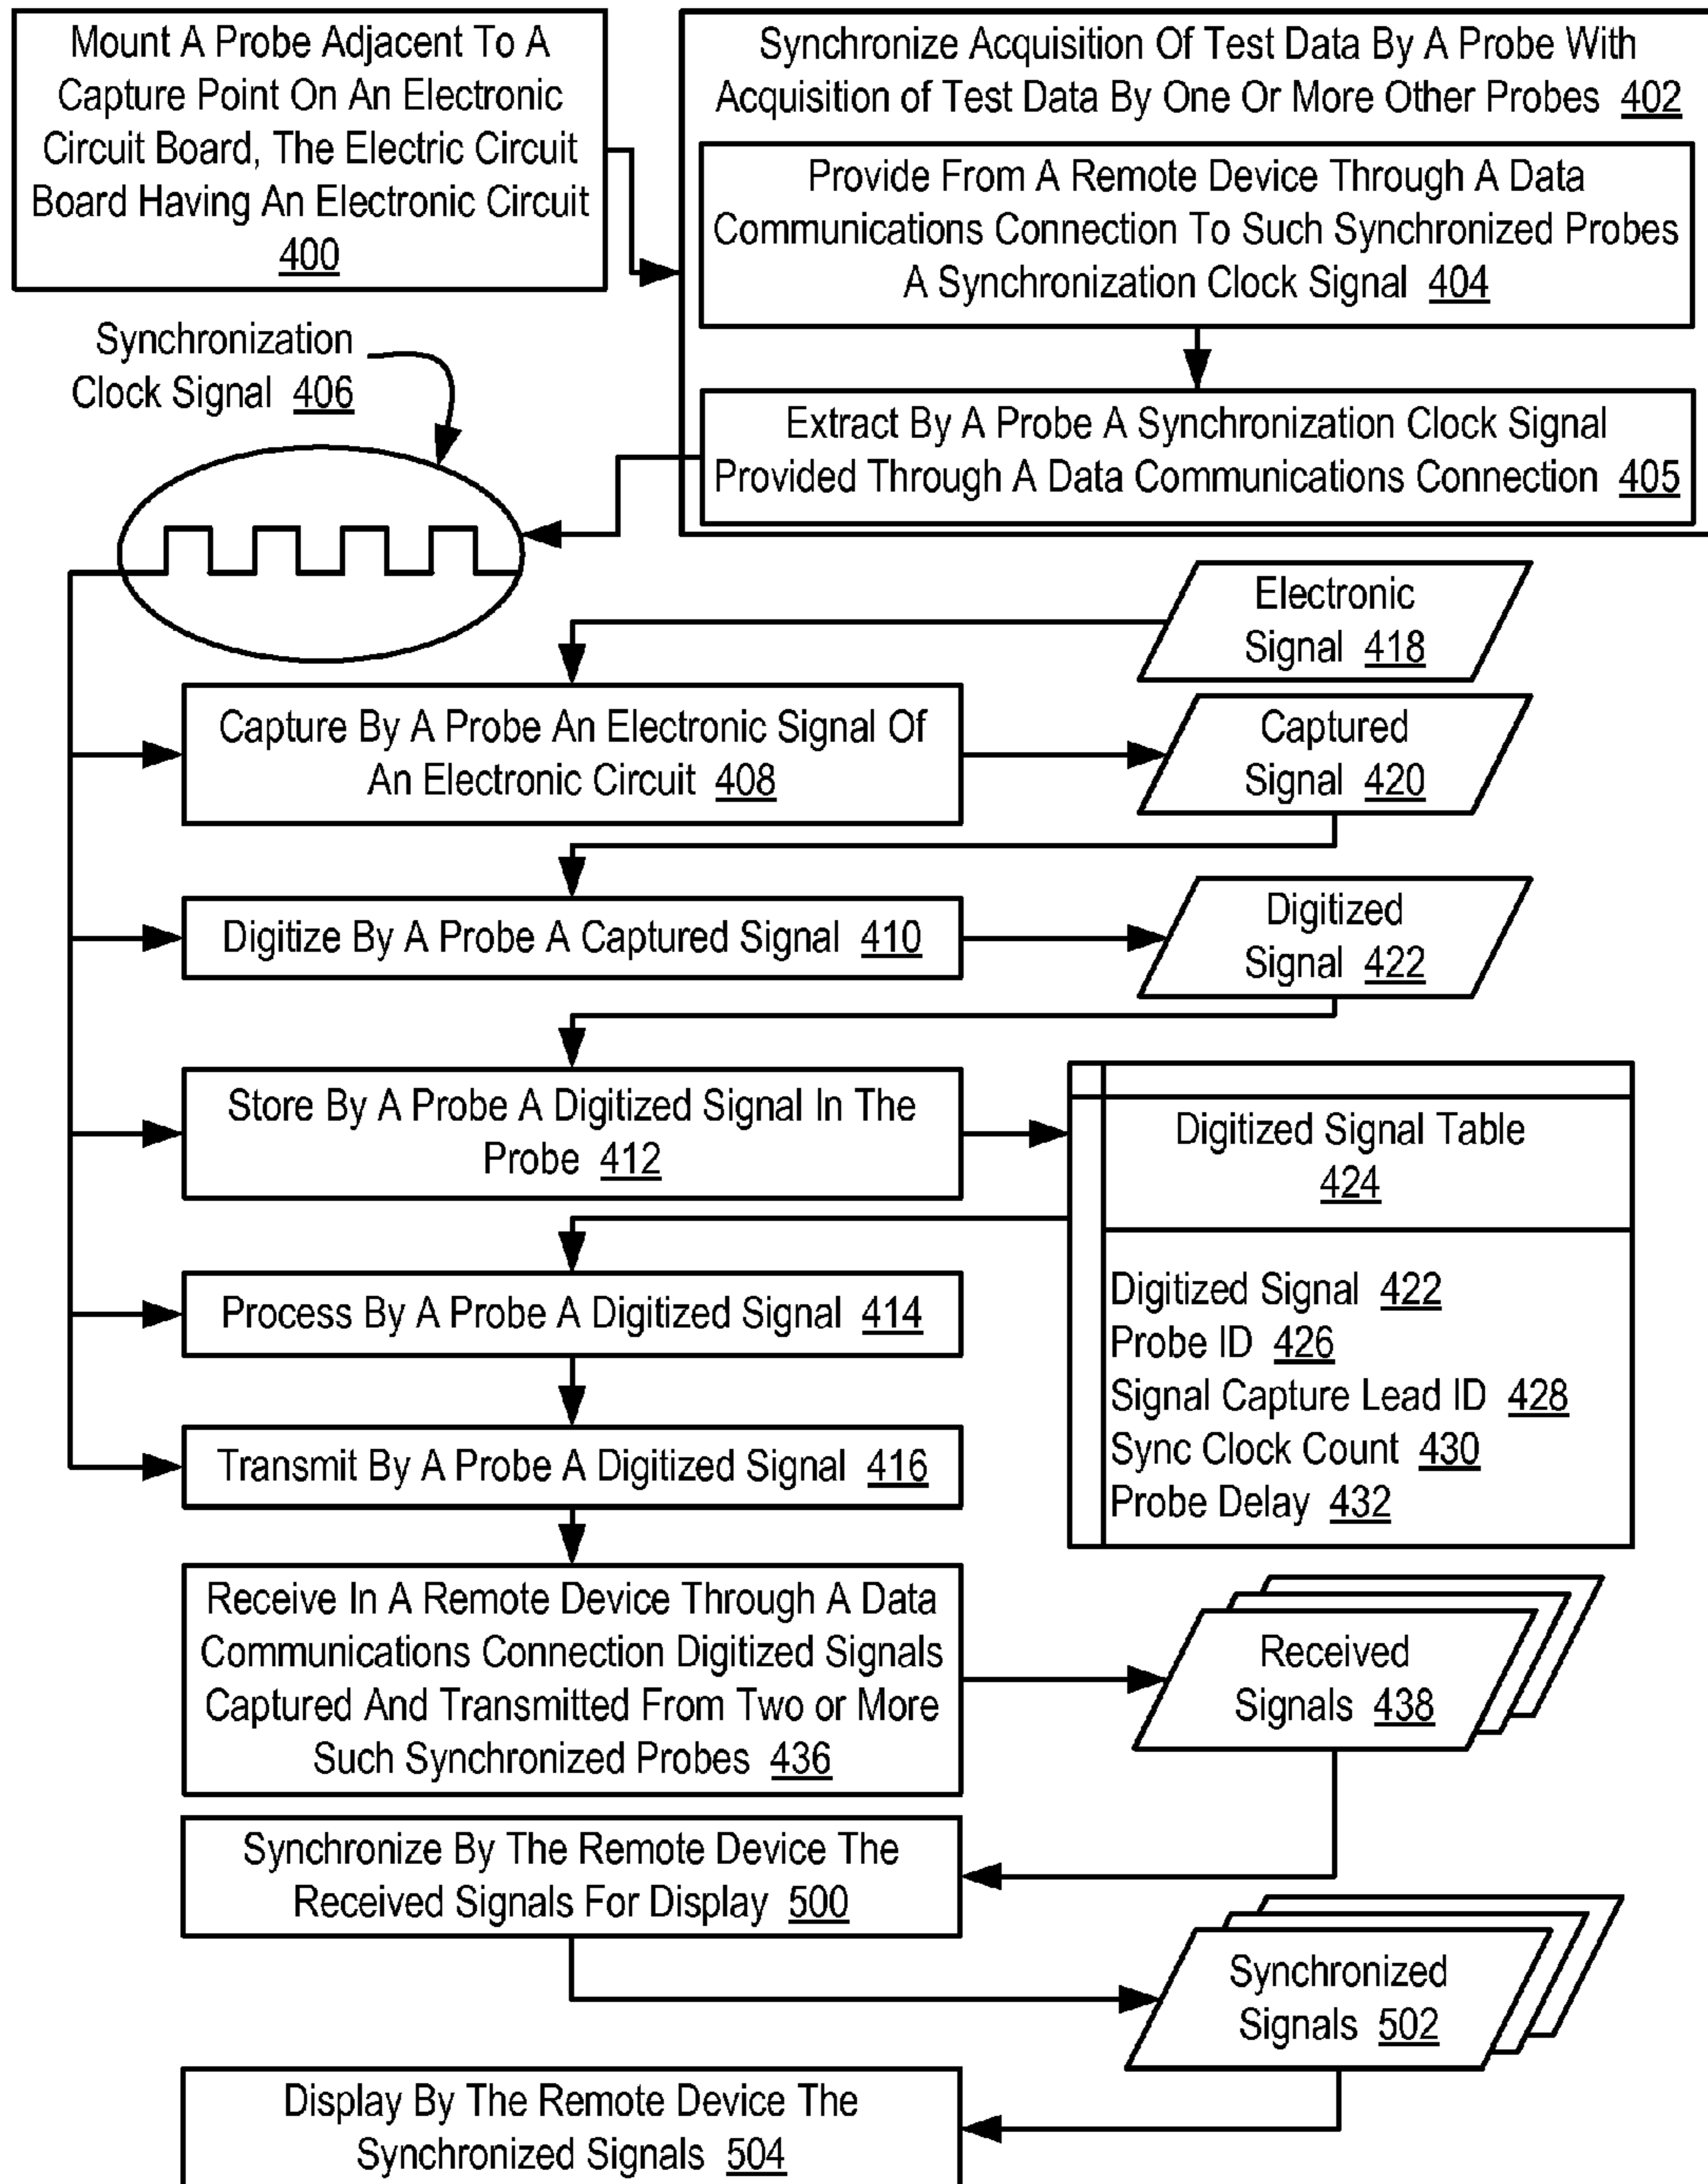 Mount A Probe Adjacent To A
Capture Point On An Electronic
Circuit Board, The Electric Circuit
Board Having An Electronic Circuit
400
Synchronize Acquisition Of Test Data By A Probe With
Acquisition of Test Data By One Or More Other Probes 402
Provide From A Remote Device Through A Data
Communications Connection To Such Synchronized Probes
A Synchronization Clock Signal 404
Extract By A Probe A Synchronization Clock Signal
Provided Through A Data Communications Connection 405
Synchronization
Clock Signal 406
Electronic
Signal 418
Capture By A Probe An Electronic Signal Of
An Electronic Circuit 408
Captured
Signal 420
Digitize By A Probe A Captured Signal 410
Digitized
Signal 422
Store By A Probe A Digitized Signal In The
Probe 412
Digitized Signal Table
424
Digitized Signal 422
Probe ID 426
Signal Capture Lead ID 428
Sync Clock Count 430
Probe Delay 432
Process By A Probe A Digitized Signal 414
Transmit By A Probe A Digitized Signal 416
Receive In A Remote Device Through A Data
Communications Connection Digitized Signals
Captured And Transmitted From Two or More
Such Synchronized Probes 436
Received
Signals 438
Synchronize By The Remote Device The
Received Signals For Display 500
Synchronized
Signals 502
Display By The Remote Device The
Synchronized Signals 504